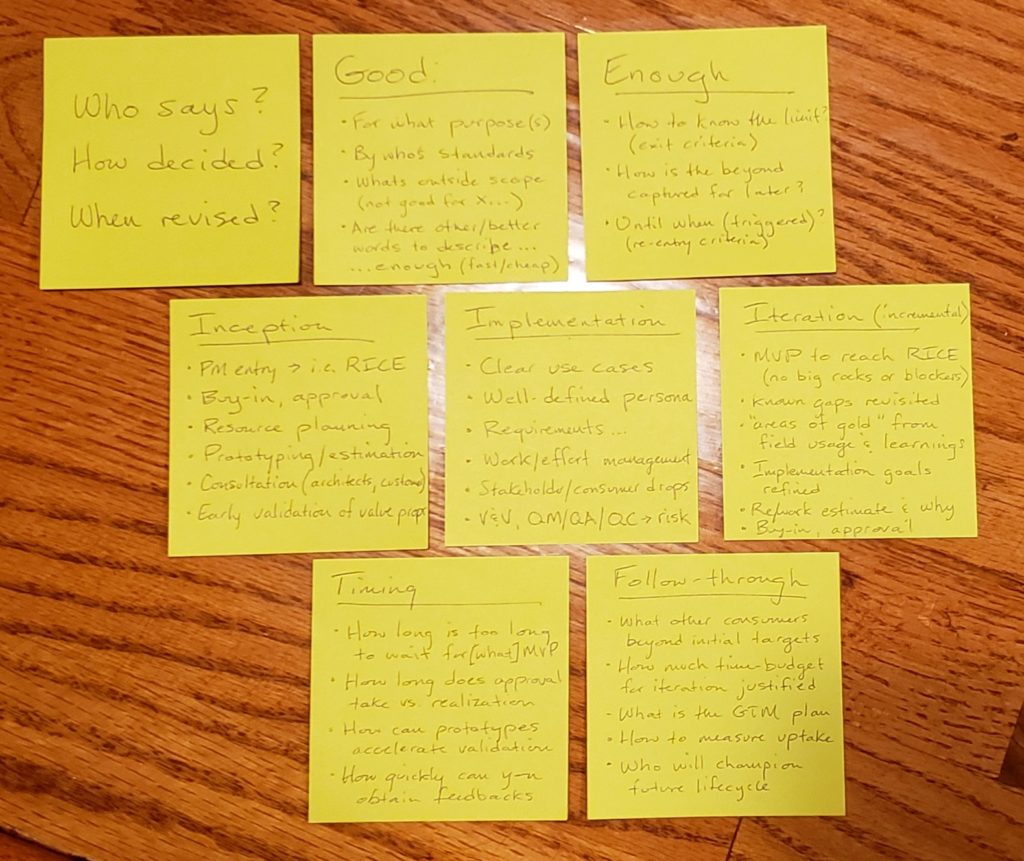 Who says?
How decided?
When revised?
Good:
• For what purpose(s)
• By who's standards
• Whats outside scope
(not good for X...)
• Are there other/better
words to describe...
...enough (fast/cheap)
Enough
• How to know the limit?
(exit criteria)
• How is the beyond
captured for later?
• Until when (triggered)?
(re-entry criteria)
Inception
• PM entry → i.e. RICE
• Buy-in, approval
• Resource planning
• Prototyping/estimation
• Consultation (architects, customs)
• Early validation of value props
Implementation
• Clear use cases
• Well-defined persona
• Requirements...
• Work/effort management
• Stakeholdr/consumer drops
• V&V, QM/QA/QC → risk
Iteration (incremental)
• MVP to reach RICE
(no big rocks or blockers)
• Known gaps revisited
• "areas of gold" from
field usage & learnings
• Implementation goals
refined
• Re/work estimate & why
• Buy-in, approval
Timing
• How long is too long
to wait for [what] MVP
• How long does approval
take vs. realization
• How can prototypes
accelerate validation
• How quickly can
obtain feedbacks
Follow-through
• What other consumers
beyond initial targets
• How much time-budget
for iteration justified
- What is the GTM plan
• How to measure uptake
• Who will champion
future lifecycle